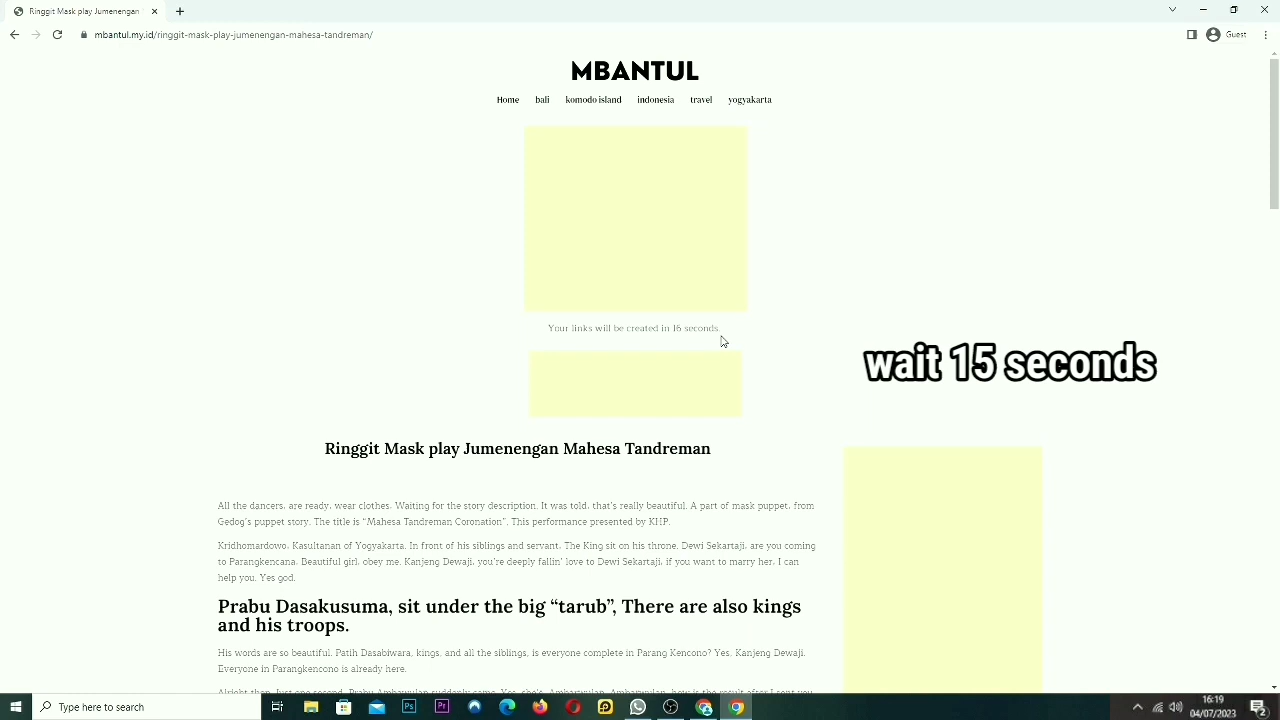 Ringgit Mask Play Jumenengan
mbantul.my.id/ringgit-mask-play-jumenengan-mahesa-tandreman/
Guest
MBANTUL
Home bali komodo island indonesia travel yogyakarta
Your links will be created in 16 seconds.
wait 15 seconds
Ringgit Mask play Jumenengan Mahesa Tandreman
All the dancers, are ready, wear clothes, Waiting for the story description. It was told, that's really beautiful. A part of mask puppet, from
Gedog's puppet story. The title is “Mahesa Tandreman Coronation”. This performance presented by KHP.
Kridhomardowo, Kasultanan of Yogyakarta. In front of his siblings and servant, The King sit on his throne. Dewi Sekartaji, are you coming
to Parangkencana, Beautiful girl, obey me. Kanjeng Dewaji, you're deeply fallin' love to Dewi Sekartaji, if you want to marry her, I can
help you. Yes god.
Prabu Dasakusuma, sit under the big “tarub”, There are also kings
and his troops.
His words are so beautiful. Patih Dasabiwara, kings, and all the siblings, is everyone complete in Parang Kencono? Yes, Kanjeng Dewaji.
Everyone in Parangkencono is already here.
Type here to search
16:19
04/07/2023
2